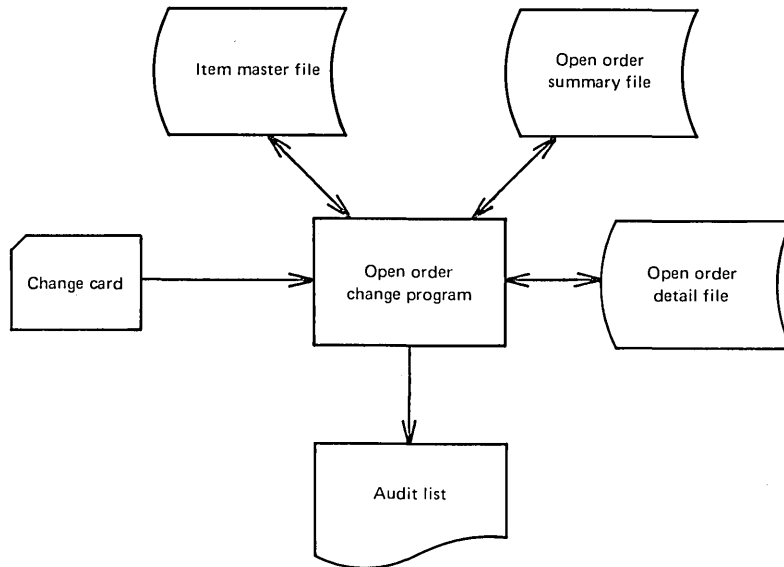 Item master file
Open order
summary file
Change card
Open order
change program
Open order
detail file
Audit list